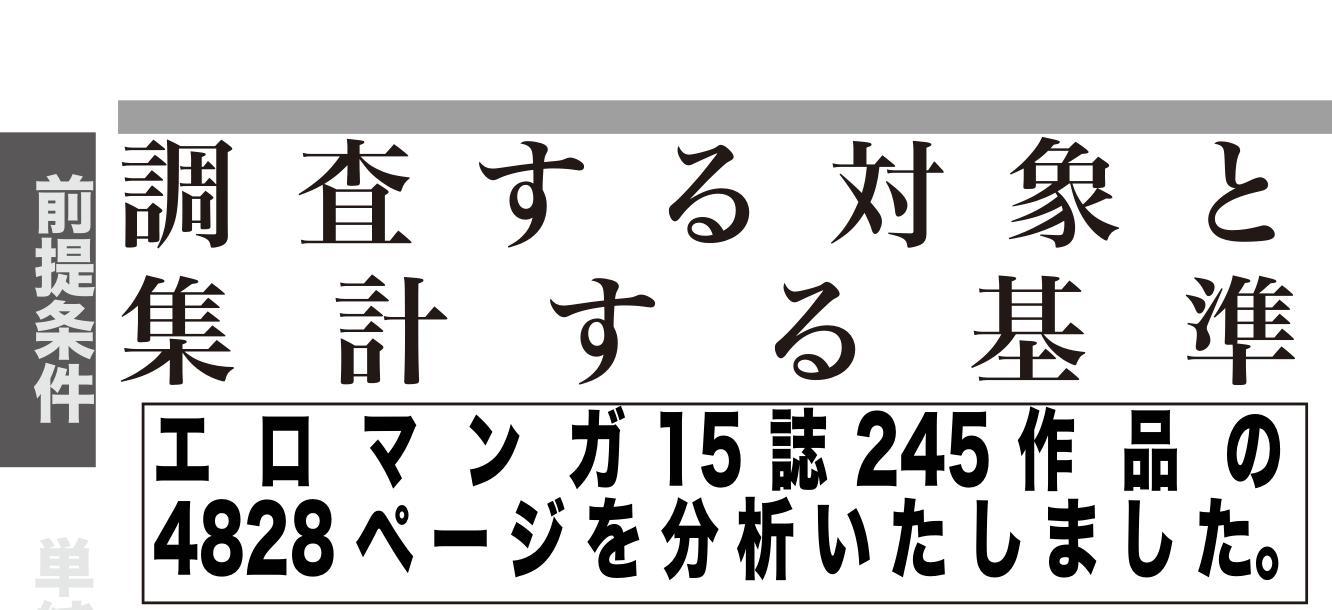 前提条件
調査する対象と
集計する基準
エロマンガ15誌245作品の
4828ページを分析いたしました。
単